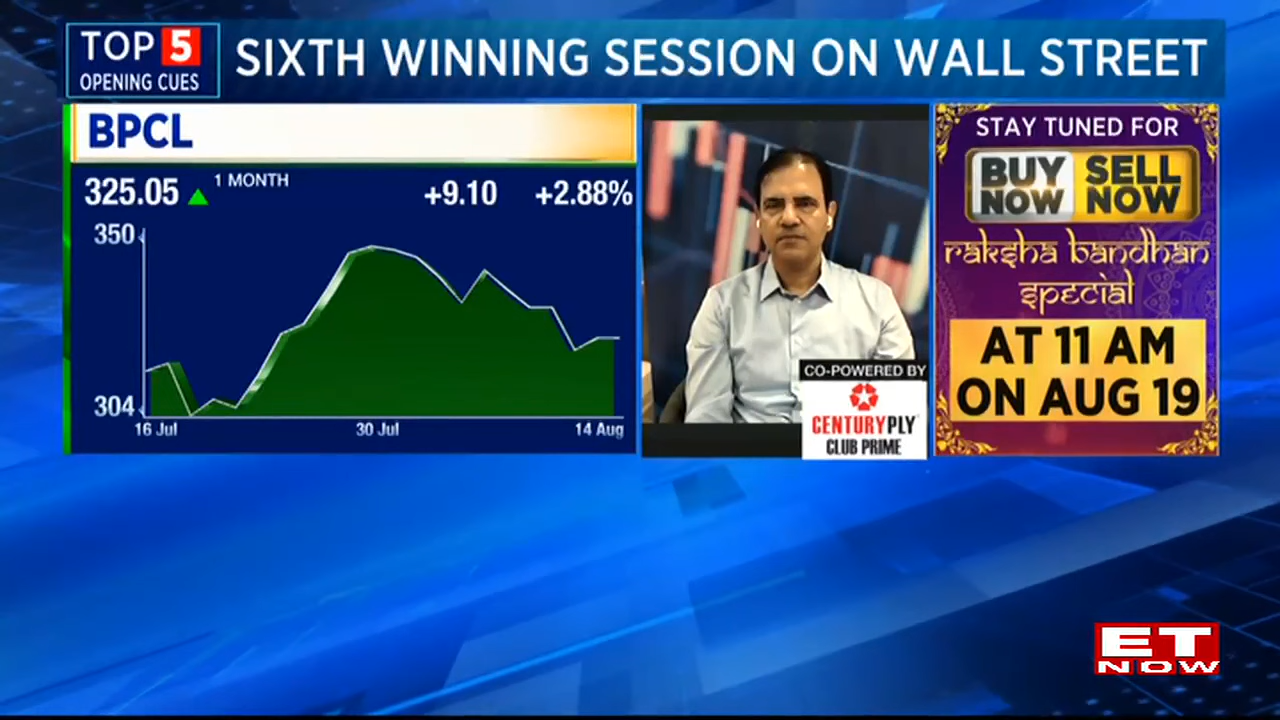 TOP 5
OPENING CUES
SIXTH WINNING SESSION ON WALL STREET
BPCL
325.05 ▲ 1 MONTH +9.10 +2.88%
350
304
16 Jul 30 Jul 14 Aug
CO-POWERED BY
CENTURYPLY
CLUB PRIME
STAY TUNED FOR
BUY NOW SELL NOW
raksha bandhan
special
AT 11 AM
ON AUG 19
ET
NOW